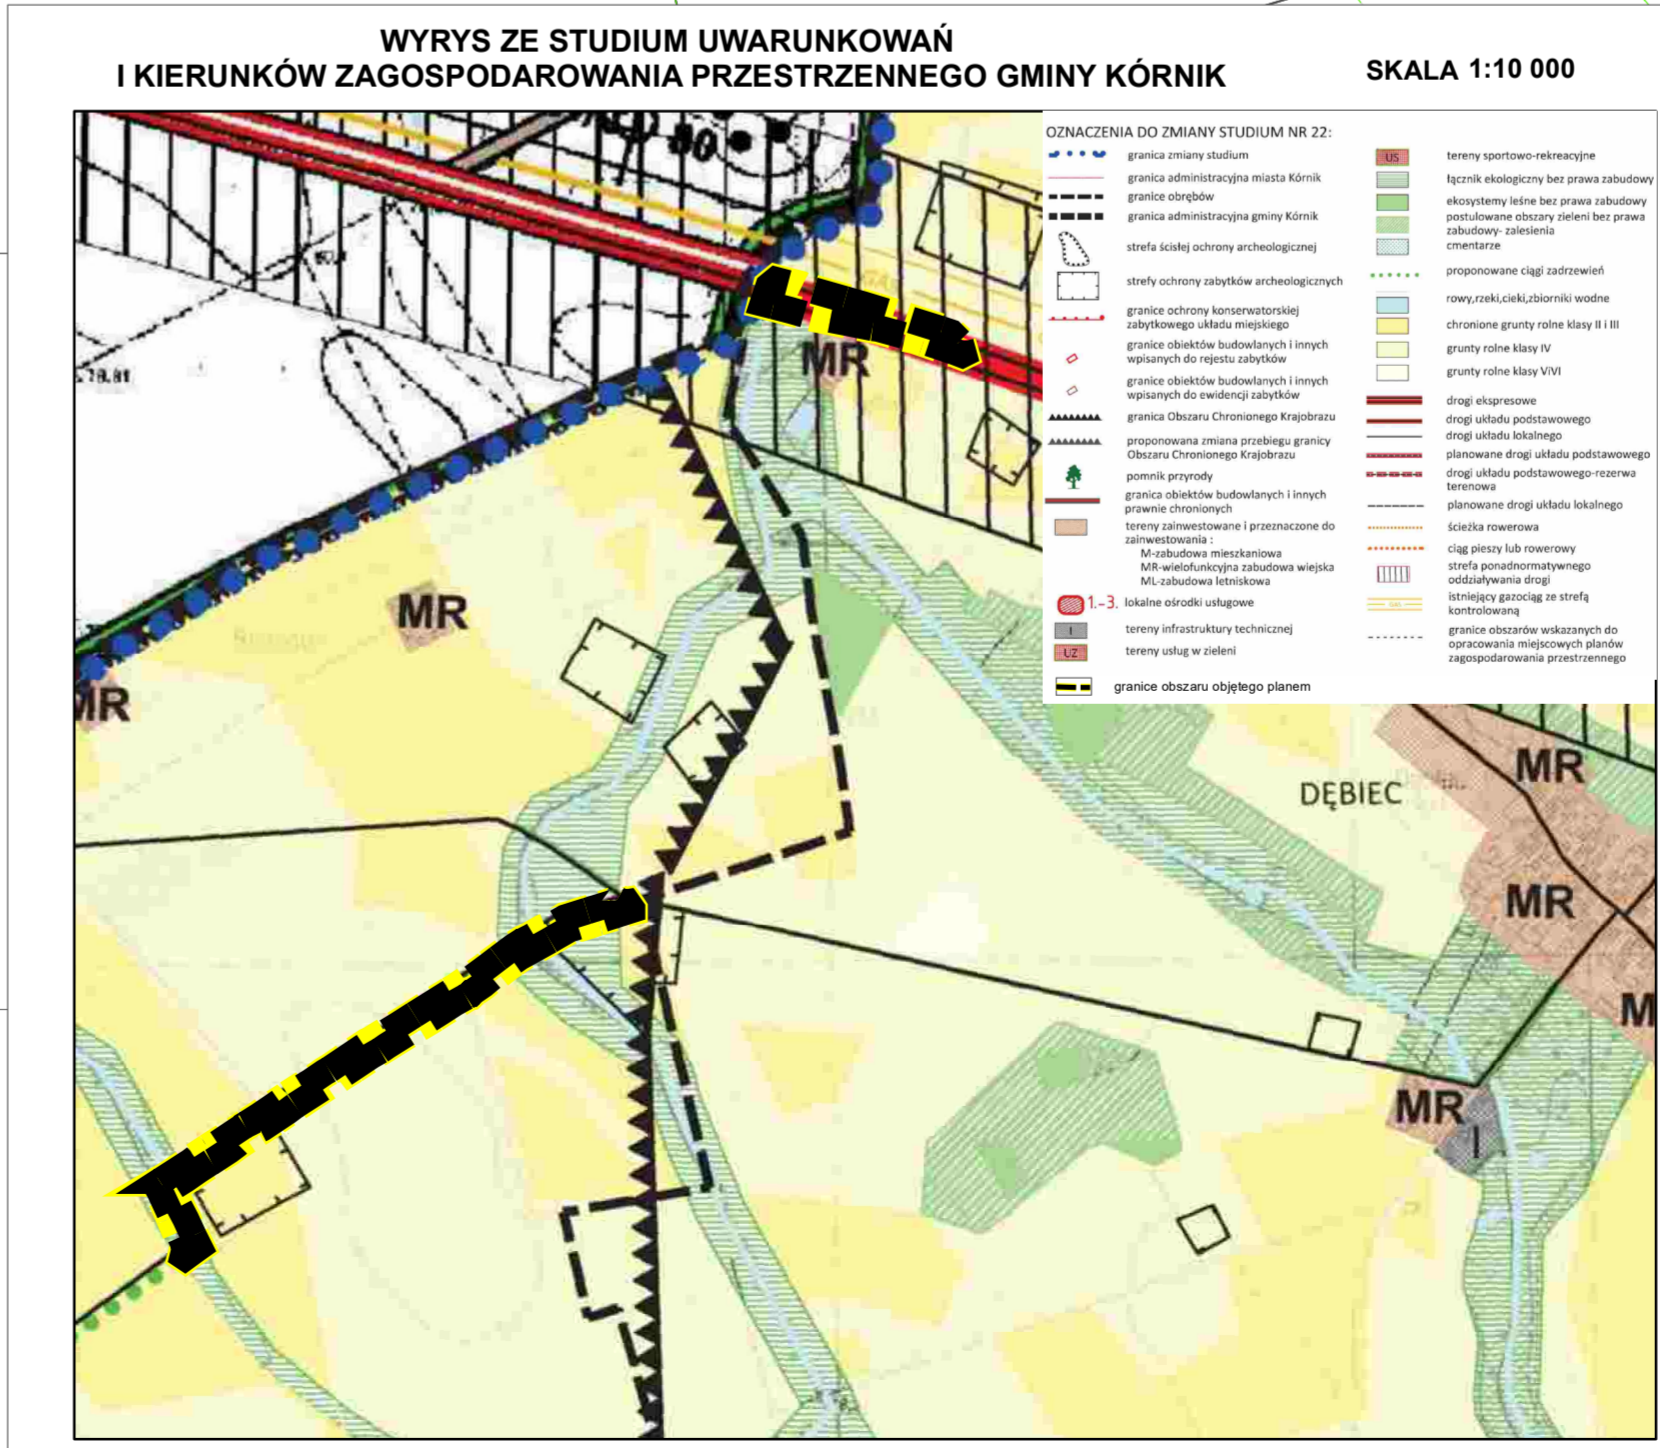 WYRYS ZE STUDIUM UWARUNKOWAŃ
I KIERUNKÓW ZAGOSPODAROWANIA PRZESTRZENNEGO GMINY KÓRNIK
SKALA 1:10 000
OZNACZENIA DO ZMIANY STUDIUM NR 22:
granica zmiany studium
granica administracyjna miasta Kórnik
granice obrębów
granica administracyjna gminy Kórnik
strefa ścisłej ochrony archeologicznej
strefy ochrony zabytków archeologicznych
granice ochrony konserwatorskiej
zabytkowego układu miejskiego
granice obiektów budowlanych i innych
wpisanych do rejestu zabytków
granice obiektów budowlanych i innych
wpisanych do ewidencji zabytków
granica Obszaru Chronionego Krajobrazu
proponowana zmiana przebiegu granicy
Obszaru Chronionego Krajobrazu
pomnik przyrody
granica obiektów budowlanych i innych
prawnie chronionych
tereny zainwestowane i przeznaczone do
zainwestowania :
M-zabudowa mieszkaniowa
MR-wielofunkcyjna zabudowa wiejska
ML-zabudowa letniskowa
1.-3. lokalne ośrodki usługowe
I tereny infrastruktury technicznej
UZ tereny usług w zieleni
granice obszaru objętego planem
US tereny sportowo-rekreacyjne
łącznik ekologiczny bez prawa zabudowy
ekosystemy leśne bez prawa zabudowy
postulowane obszary zieleni bez prawa
zabudowy- zalesienia
cmentarze
proponowane ciągi zadrzewień
rowy,rzeki,cieki,zbiorniki wodne
chronione grunty rolne klasy II i III
grunty rolne klasy IV
grunty rolne klasy ViVI
drogi ekspresowe
drogi układu podstawowego
drogi układu lokalnego
planowane drogi układu podstawowego
drogi układu podstawowego-rezerwa
terenowa
planowane drogi układu lokalnego
ścieżka rowerowa
ciąg pieszy lub rowerowy
strefa ponadnormatywnego
oddziaływania drogi
GAS istniejący gazociąg ze strefą
kontrolowaną
granice obszarów wskazanych do
opracowania miejscowych planów
zagospodarowania przestrzennego
GAS
MR
MR
MR
MR
DĘBIEC
MR
M
MR
I